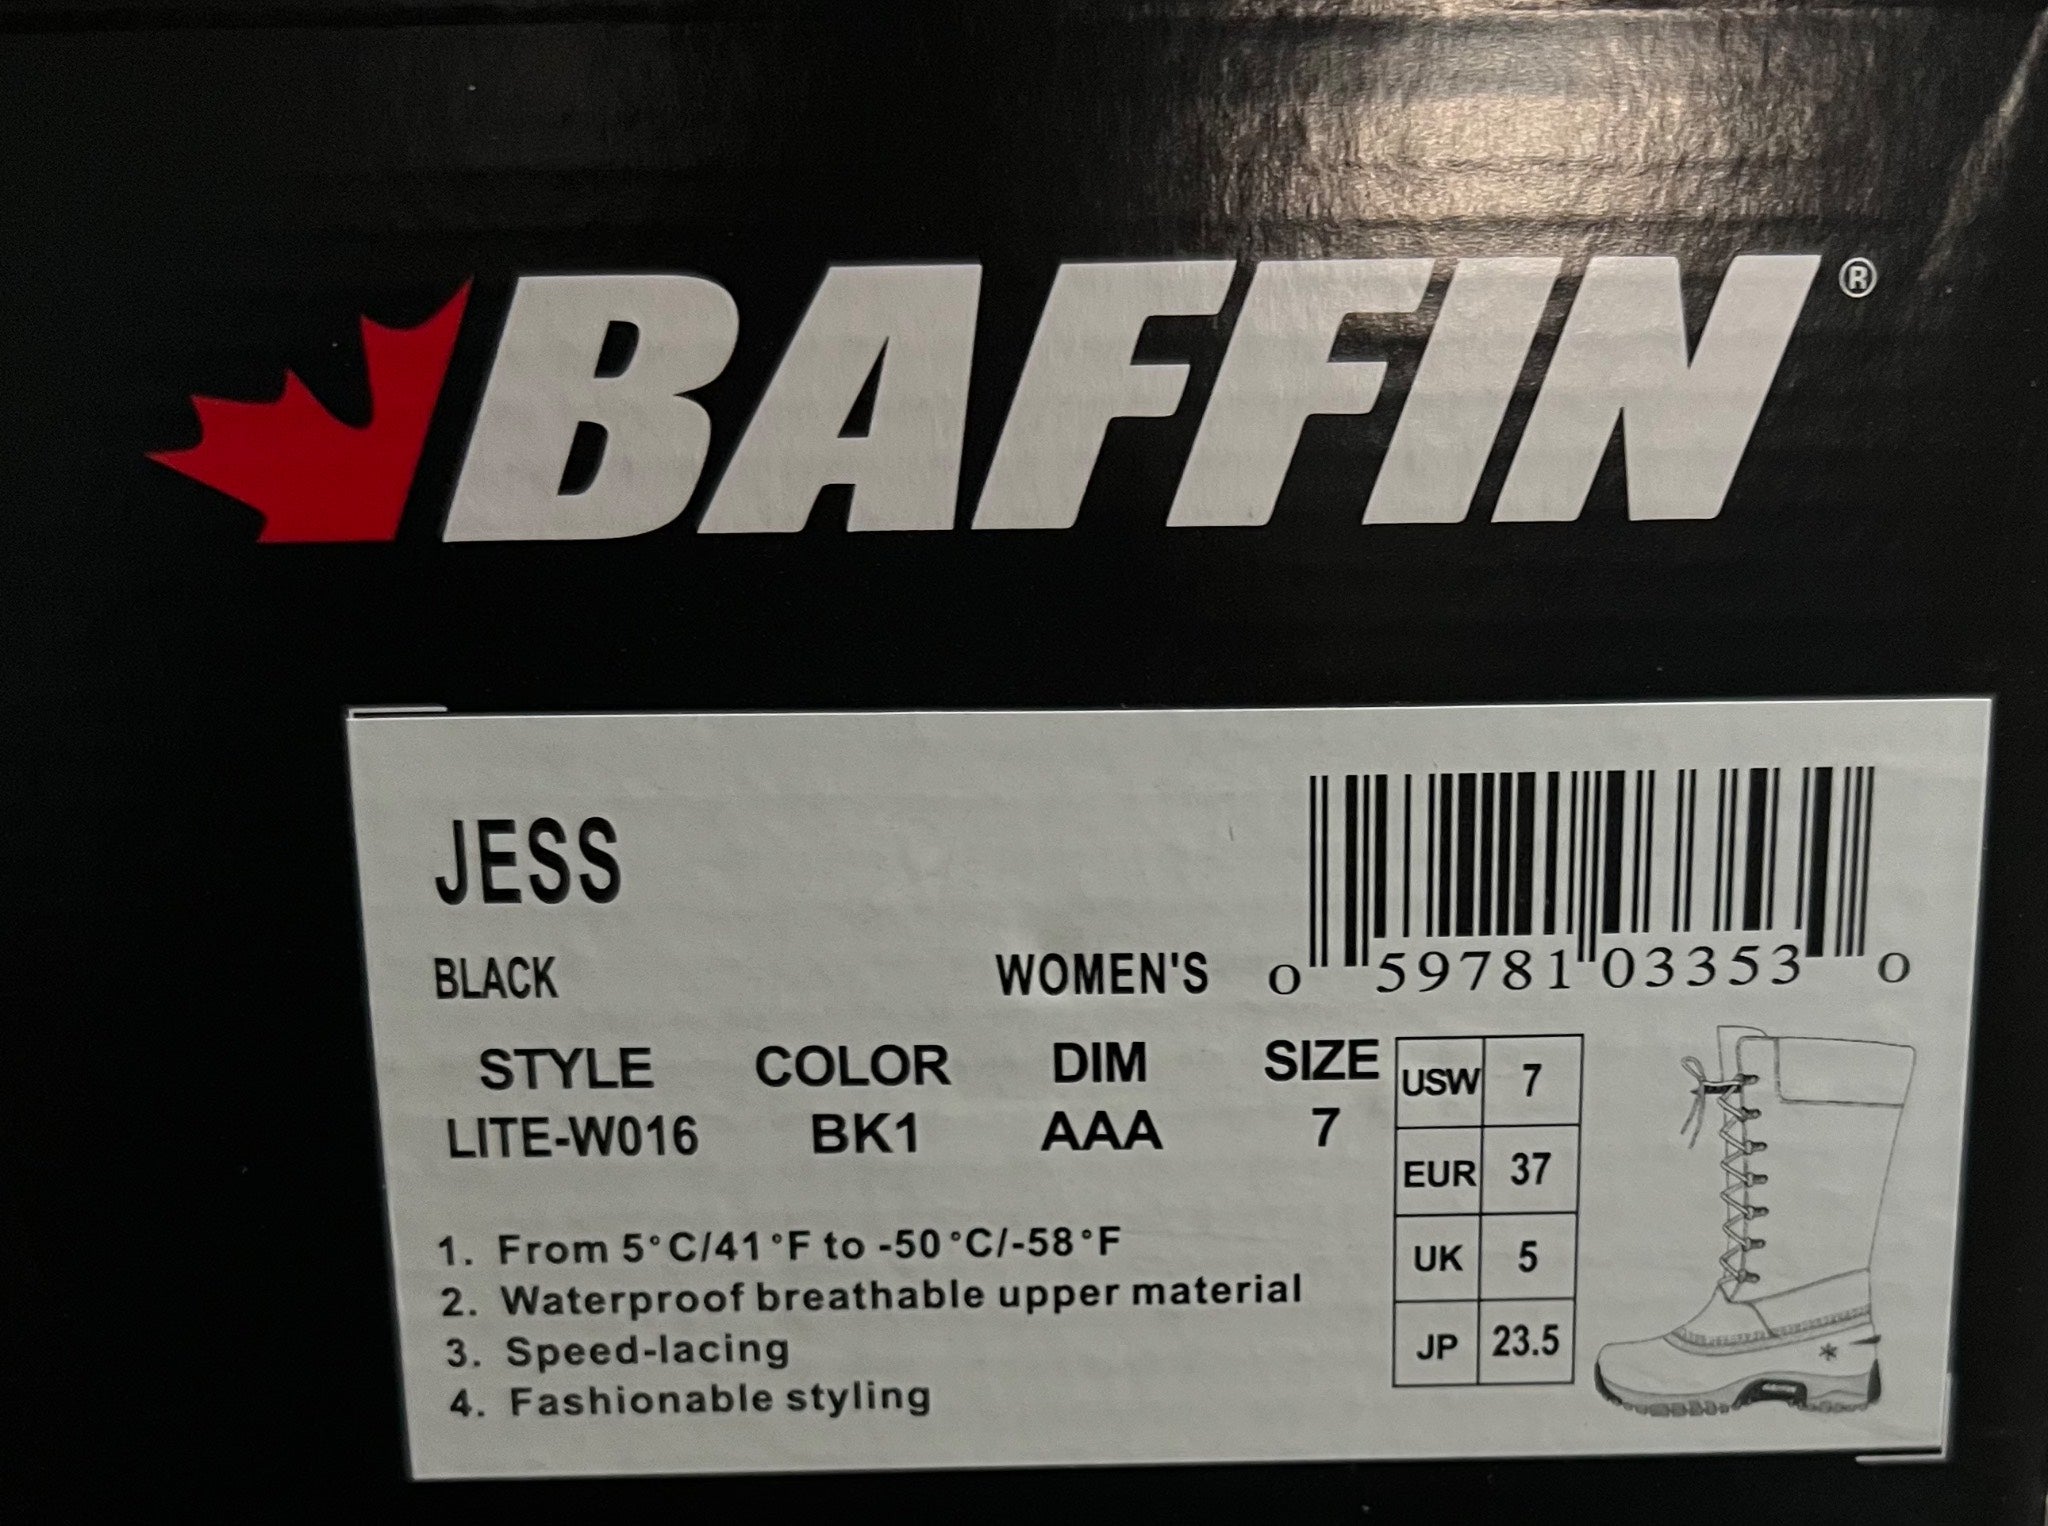 BAFFIN®
JESS
BLACK WOMEN'S 0 59781 03353 0
STYLE COLOR DIM SIZE
LITE-W016 BK1 AAA 7
USW 7
EUR 37
UK 5
JP 23.5
1. From 5°C/41°F to -50°C/-58°F
2. Waterproof breathable upper material
3. Speed-lacing
4. Fashionable styling